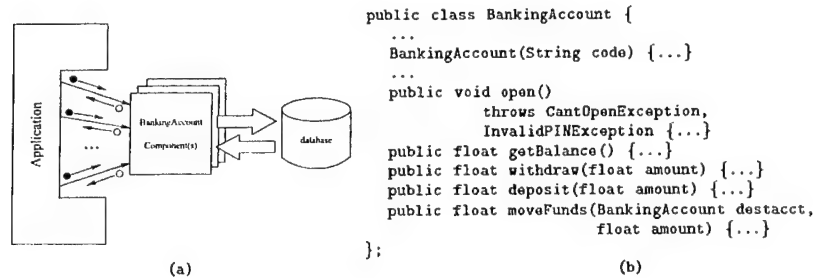 Application
BankingAccount
Component(s)
...
database
(a)
public class BankingAccount {
...
BankingAccount(String code) {...}
...
public void open()
throws CantOpenException,
InvalidPINException {...}
public float getBalance() {...}
public float withdraw(float amount) {...}
public float deposit(float amount) {...}
public float moveFunds(BankingAccount destacct,
float amount) {...}
};
(b)